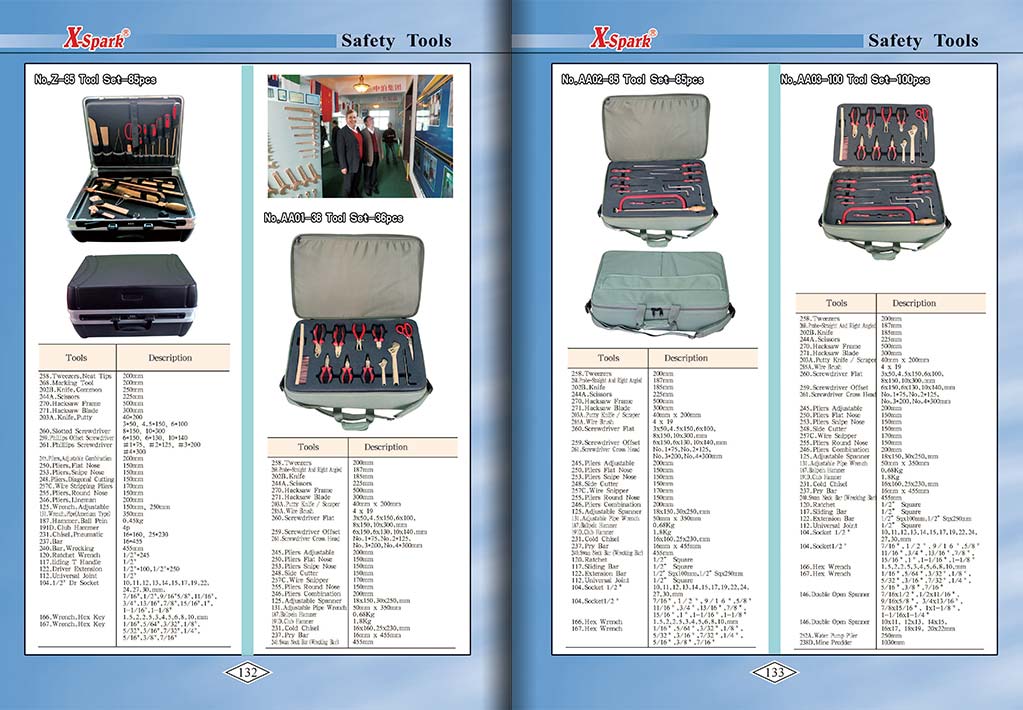 X-Spark®
Safety Tools
No,Z-85 Tool Set-85pcs
Tools Description
258.Tweezers,Neat Tips 200mm
268.Marking Tool 200mm
202B.Knife,Common 250mm
244A.Scissors 225mm
270.Hacksaw Frame 500mm
271.Hacksaw Blade 300mm
203A.Knife,Putty 40*200
3*50, 4.5*150, 6*100
260.Slotted Screwdriver 8*150, 10*300
259.Phillips Offset Screwdriver 6*150, 6*130, 10*140
261.Phillips Screwdriver #1*75, #2*125, #3*200
#4*300
245.Pliers,Adjustable Combination 200mm
250.Pliers,Flat Nose 150mm
253.Pliers,Snipe Nose 150mm
248.Pliers,Diagonal Cutting 150mm
257C.Wire Stripping Pliers 170mm
255.Pliers,Round Nose 150mm
246.Pliers,Lineman 200mm
125.Wrench,Adjustable 150mm, 250mm
131.Wrench,Pipe(American Type) 350mm
187.Hammer,Ball Pein 0.45kg
191D.Club Hammer 4p
231.Chisel,Pneumatic 16*160, 25*230
237.Bar 16*455
240.Bar,Wrecking 455mm
120.Ratchet Wrench 1/2"*245
117.Sliding T Handle 1/2"
122.Driver,Extension 1/2"*100,1/2"*250
112.Universal Joint 1/2"
104.1/2" Dr Socket 10,11,12,13,14,15,17,19,22,
24,27,30,mm,
7/16",1/2",9/16"5/8",11/16",
3/4",13/16",7/8",15/16",1",
1-1/16",1-1/8"
166.Wrench,Hex Key 1.5,2,2.5,3,4,5,6,8,10,mm
167.Wrench,Hex Key 1/16",5/64",3/32",1/8",
5/32",3/16",7/32",1/4",
5/16",3/8",7/16"
No,AA01-36 Tool Set-36pcs
Tools Description
258.Tweezers 200mm
268.Probe-Straight And Right Angled 187mm
202B.Knife 185mm
244A.Scissors 225mm
270.Hacksaw Frame 500mm
271.Hacksaw Blade 300mm
203A.Putty Knife / Scraper 40mm x 200mm
285A.Wire Brush 4 x 19
260.Screwdriver Flat 3x50,4.5x150,6x100,
8x150,10x300,mm
259.Screwdriver Offset 6x150,6x130,10x140,mm
261.Screwdriver Cross Head No.1*75,No.2*125,
No.3*200,No.4*300mm
245.Pliers Adjustable 200mm
250.Pliers Flat Nose 150mm
253.Pliers Snipe Nose 150mm
248.Side Cutter 150mm
257C.Wire Snipper 170mm
255.Pliers Round Nose 150mm
246.Pliers Combination 200mm
125.Adjustable Spanner 18x150,30x250,mm
131.Adjustable Pipe Wrench 50mm x 350mm
187.Ballpein Hammer 0.68Kg
191D.Club Hammer 1.8Kg
231.Cold Chisel 16x160,25x230,mm
237.Pry Bar 16mm x 455mm
240.Swan Neck Bar (Wrecking Bar) 455mm
132
X-Spark®
Safety Tools
No,AA02-85 Tool Set-85pcs
Tools Description
258.Tweezers 200mm
268.Probe-Straight And Right Angled 187mm
202B.Knife 185mm
244A.Scissors 225mm
270.Hacksaw Frame 500mm
271.Hacksaw Blade 300mm
203A.Putty Knife / Scraper 40mm x 200mm
285A.Wire Brush 4 x 19
260.Screwdriver Flat 3x50,4.5x150,6x100,
8x150,10x300,mm
259.Screwdriver Offset 6x150,6x130,10x140,mm
261.Screwdriver Cross Head No.1*75,No.2*125,
No.3*200,No.4*300mm
245.Pliers Adjustable 200mm
250.Pliers Flat Nose 150mm
253.Pliers Snipe Nose 150mm
248.Side Cutter 150mm
257C.Wire Snipper 170mm
255.Pliers Round Nose 150mm
246.Pliers Combination 200mm
125.Adjustable Spanner 18x150,30x250,mm
131.Adjustable Pipe Wrench 50mm x 350mm
187.Ballpein Hammer 0.68Kg
191D.Club Hammer 1.8Kg
231.Cold Chisel 16x160,25x230,mm
237.Pry Bar 16mm x 455mm
240.Swan Neck Bar (Wrecking Bar) 455mm
120.Ratchet 1/2" Square
117.Sliding Bar 1/2" Square
122.Extension Bar 1/2" Sqx100mm,1/2" Sqx250mm
112.Universal Joint 1/2" Square
104.Socket 1/2" 10,11,12,13,14,15,17,19,22,24,
27,30,mm
104.Socket1/2" 7/16",1/2",9/16",5/8"
11/16",3/4",13/16",7/8",
15/16",1",1-1/16",1-1/8"
166.Hex Wrench 1.5,2,2.5,3,4,5,6,8,10,mm
167.Hex Wrench 1/16",5/64",3/32",1/8",
5/32",3/16",7/32",1/4",
5/16",3/8",7/16"
No,AA03-100 Tool Set-100pcs
Tools Description
258.Tweezers 200mm
268.Probe-Straight And Right Angled 187mm
202B.Knife 185mm
244A.Scissors 225mm
270.Hacksaw Frame 500mm
271.Hacksaw Blade 300mm
203A.Putty Knife / Scraper 40mm x 200mm
285A.Wire Brush 4 x 19
260.Screwdriver Flat 3x50,4.5x150,6x100,
8x150,10x300,mm
259.Screwdriver Offset 6x150,6x130,10x140,mm
261.Screwdriver Cross Head No.1*75,No.2*125,
No.3*200,No.4*300mm
245.Pliers Adjustable 200mm
250.Pliers Flat Nose 150mm
253.Pliers Snipe Nose 150mm
248.Side Cutter 150mm
257C.Wire Snipper 170mm
255.Pliers Round Nose 150mm
246.Pliers Combination 200mm
125.Adjustable Spanner 18x150,30x250,mm
131.Adjustable Pipe Wrench 50mm x 350mm
187.Ballpein Hammer 0.68Kg
191D.Club Hammer 1.8Kg
231.Cold Chisel 16x160,25x230,mm
237.Pry Bar 16mm x 455mm
240.Swan Neck Bar (Wrecking Bar) 455mm
120.Ratchet 1/2" Square
117.Sliding Bar 1/2" Square
122.Extension Bar 1/2" Sqx100mm,1/2" Sqx250mm
112.Universal Joint 1/2" Square
104.Socket 1/2" 10,11,12,13,14,15,17,19,22,24,
27,30,mm
104.Socket1/2" 7/16",1/2",9/16",5/8"
11/16",3/4",13/16",7/8",
15/16",1",1-1/16",1-1/8"
166.Hex Wrench 1.5,2,2.5,3,4,5,6,8,10,mm
167.Hex Wrench 1/16",5/64",3/32",1/8",
5/32",3/16",7/32",1/4",
5/16",3/8",7/16"
146.Double Open Spanner 7/16x1/2",1/2x11/16",
9/16x5/8", 3/4x13/16",
7/8x15/16", 1x1-1/8"
1-1/16x1-1/4"
146.Double Open Spanner 10x11, 12x13, 14x15,
16x17, 18x19, 20x22mm
252A.Water Pump Plier 250mm
238B.Mine Prodder 1030mm
133